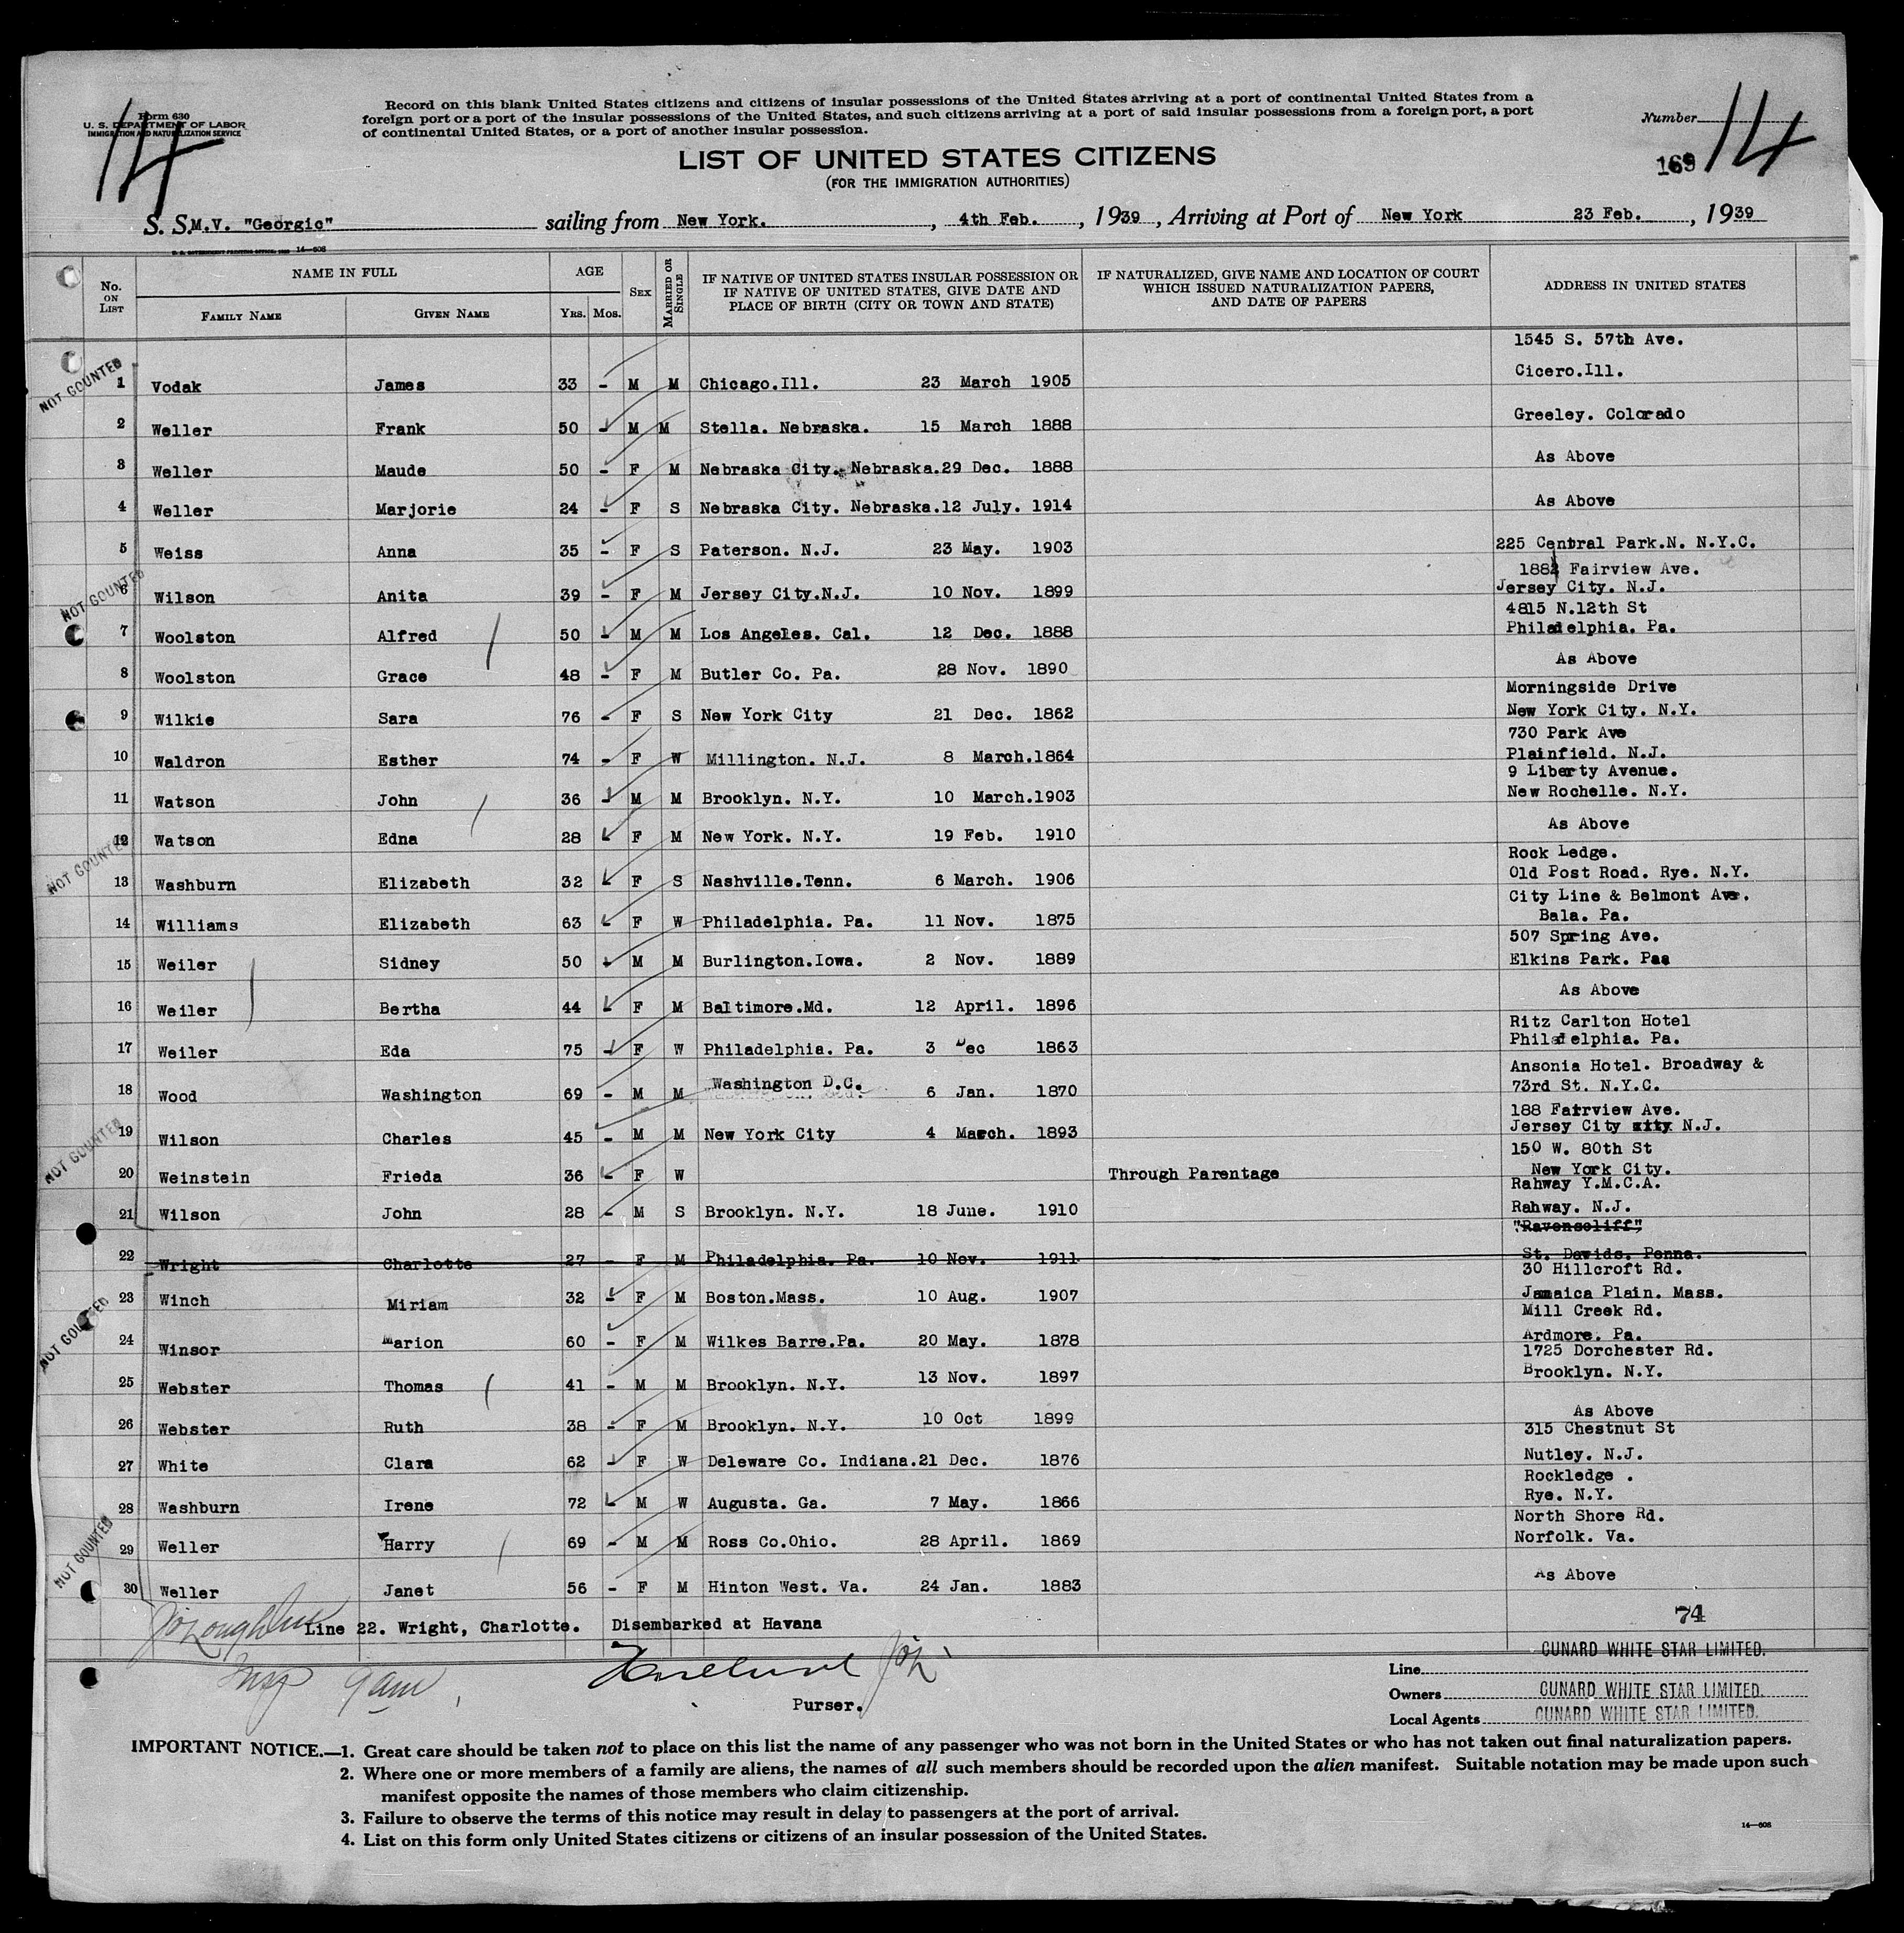 Form 630
U. S. DEPARTMENT OF LABOR
IMMIGRATION AND NATURALIZATION SERVICE
14
Record on this blank United States citizens and citizens of insular possessions of the United States arriving at a port of continental United States from a
foreign port or a port of the insular possessions of the United States, and such citizens arriving at a port of said insular possessions from a foreign port, a port
of continental United States, or a port of another insular possession.
Number
169 14
LIST OF UNITED STATES CITIZENS
(FOR THE IMMIGRATION AUTHORITIES)
S. S. M.V. "Georgic" sailing from New York. , 4th Feb. , 1939 , Arriving at Port of New York 23 Feb. , 1939
14—608
No. ON LIST NAME IN FULL FAMILY NAME GIVEN NAME AGE YRS. MOS. SEX MARRIED OR SINGLE IF NATIVE OF UNITED STATES INSULAR POSSESSION OR IF NATIVE OF UNITED STATES, GIVE DATE AND PLACE OF BIRTH (CITY OR TOWN AND STATE) IF NATURALIZED, GIVE NAME AND LOCATION OF COURT WHICH ISSUED NATURALIZATION PAPERS, AND DATE OF PAPERS ADDRESS IN UNITED STATES
NOT COUNTED
1 Vodak James 33 - M M Chicago.Ill. 23 March 1905 1545 S. 57th Ave. Cicero.Ill.
2 Weller Frank 50 - M M Stella. Nebraska. 15 March 1888 Greeley. Colorado
3 Weller Maude 50 - F M Nebraska City. Nebraska.29 Dec. 1888 As Above
4 Weller Marjorie 24 - F S Nebraska City. Nebraska.12 July. 1914 As Above
5 Weiss Anna 35 - F S Paterson. N.J. 23 May. 1903 225 Central Park.N. N.Y.C.
NOT COUNTED
6 Wilson Anita 39 - F M Jersey City.N.J. 10 Nov. 1899 188 Fairview Ave. Jersey City. N.J.
7 Woolston Alfred 50 - M M Los Angeles. Cal. 12 Dec. 1888 4815 N.12th St Philadelphia. Pa.
8 Woolston Grace 48 - F M Butler Co. Pa. 28 Nov. 1890 As Above
9 Wilkie Sara 76 - F S New York City 21 Dec. 1862 Morningside Drive New York City. N.Y.
10 Waldron Esther 74 - F W Millington. N.J. 8 March.1864 730 Park Ave Plainfield. N.J.
11 Watson John 36 - M M Brooklyn. N.Y. 10 March.1903 9 Liberty Avenue. New Rochelle. N.Y.
12 Watson Edna 28 - F M New York. N.Y. 19 Feb. 1910 As Above
NOT COUNTED
13 Washburn Elizabeth 32 - F S Nashville.Tenn. 6 March. 1906 Rock Ledge. Old Post Road. Rye. N.Y.
14 Williams Elizabeth 63 - F W Philadelphia. Pa. 11 Nov. 1875 City Line & Belmont Ave. Bala. Pa.
15 Weiler Sidney 50 - M M Burlington.Iowa. 2 Nov. 1889 507 Spring Ave. Elkins Park. Paa
16 Weiler Bertha 44 - F M Baltimore.Md. 12 April. 1896 As Above
17 Weiler Eda 75 - F W Philadelphia. Pa. 3 Dec 1863 Ritz Carlton Hotel Philadelphia. Pa.
18 Wood Washington 69 - M M Washington D.C. 6 Jan. 1870 Ansonia Hotel. Broadway & 73rd St. N.Y.C.
NOT COUNTED
19 Wilson Charles 45 - M M New York City 4 March. 1893 188 Fairview Ave. Jersey City city N.J.
20 Weinstein Frieda 36 - F W Through Parentage 150 W. 80th St New York City.
21 Wilson John 28 - M S Brooklyn. N.Y. 18 June. 1910 Rahway Y.M.C.A. Rahway. N.J.
22 Wright Charlotte 27 - F M Philadelphia. Pa. 10 Nov. 1911 "Ravenscliff" St. Davids. Penna.
23 Winch Miriam 32 - F M Boston.Mass. 10 Aug. 1907 30 Hillcroft Rd. Jamaica Plain. Mass.
NOT COUNTED
24 Winsor Marion 60 - F M Wilkes Barre.Pa. 20 May. 1878 Mill Creek Rd. Ardmore. Pa.
25 Webster Thomas 41 - M M Brooklyn. N.Y. 13 Nov. 1897 1725 Dorchester Rd. Brooklyn. N.Y.
26 Webster Ruth 38 - F M Brooklyn. N.Y. 10 Oct 1899 As Above
27 White Clara 62 - F W Deleware Co. Indiana.21 Dec. 1876 315 Chestnut St Nutley. N.J.
28 Washburn Irene 72 - M W Augusta. Ga. 7 May. 1866 Rockledge . Rye. N.Y.
NOT COUNTED
29 Weller Harry 69 - M M Ross Co.Ohio. 28 April. 1869 North Shore Rd. Norfolk. Va.
30 Weller Janet 56 - F M Hinton West. Va. 24 Jan. 1883 As Above
Line 22. Wright, Charlotte. Disembarked at Havana
74
Purser.
Line CUNARD WHITE STAR LIMITED.
Owners CUNARD WHITE STAR LIMITED.
Local Agents CUNARD WHITE STAR LIMITED.
IMPORTANT NOTICE.—1. Great care should be taken not to place on this list the name of any passenger who was not born in the United States or who has not taken out final naturalization papers.
2. Where one or more members of a family are aliens, the names of all such members should be recorded upon the alien manifest. Suitable notation may be made upon such
manifest opposite the names of those members who claim citizenship.
3. Failure to observe the terms of this notice may result in delay to passengers at the port of arrival.
4. List on this form only United States citizens or citizens of an insular possession of the United States.
14—608